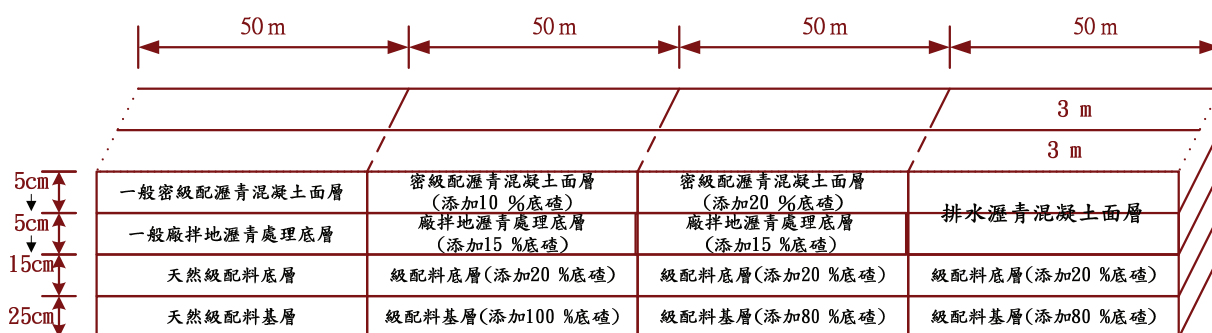 50 m
50 m
50 m
50 m
3 m
3 m
5cm
一般密級配瀝青混凝土面層
密級配瀝青混凝土面層
(添加10 %底碴)
密級配瀝青混凝土面層
(添加20 %底碴)
排水瀝青混凝土面層
5cm
一般廠拌地瀝青處理底層
廠拌地瀝青處理底層
(添加15 %底碴)
廠拌地瀝青處理底層
(添加15 %底碴)
15cm
天然級配料底層
級配料底層(添加20 %底碴)
級配料底層(添加20 %底碴)
級配料底層(添加20 %底碴)
25cm
天然級配料基層
級配料基層(添加100 %底碴)
級配料基層(添加80 %底碴)
級配料基層(添加80 %底碴)